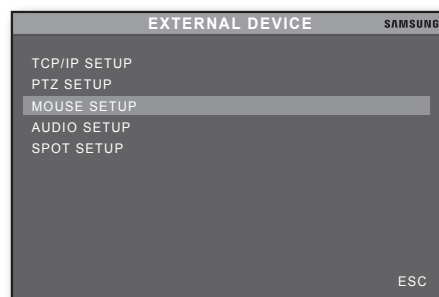 EXTERNAL DEVICE SAMSUNG
TCP/IP SETUP
PTZ SETUP
MOUSE SETUP
AUDIO SETUP
SPOT SETUP
ESC